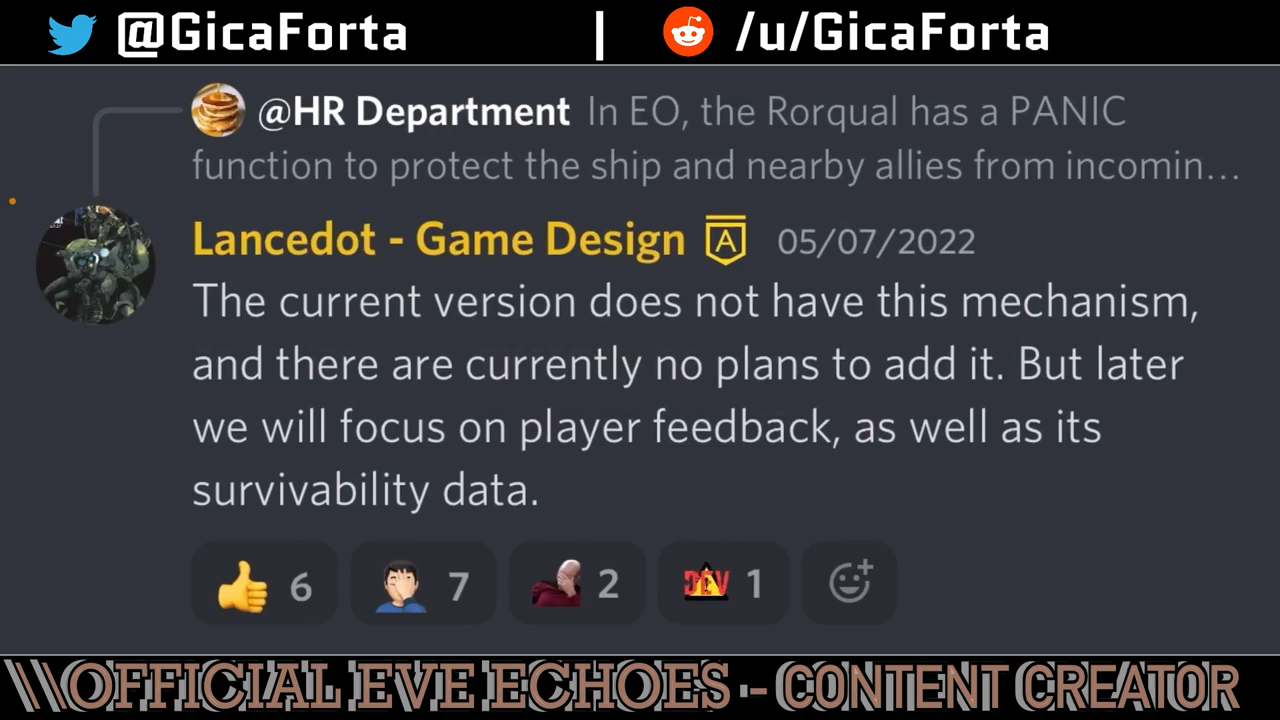 @GicaForta | /u/GicaForta
@HR Department In EO, the Rorqual has a PANIC
function to protect the ship and nearby allies from incomin...
Lancedot - Game Design A 05/07/2022
The current version does not have this mechanism,
and there are currently no plans to add it. But later
we will focus on player feedback, as well as its
survivability data.
6 7 2 DEV 1
\\OFFICIAL EVE ECHOES - CONTENT CREATOR